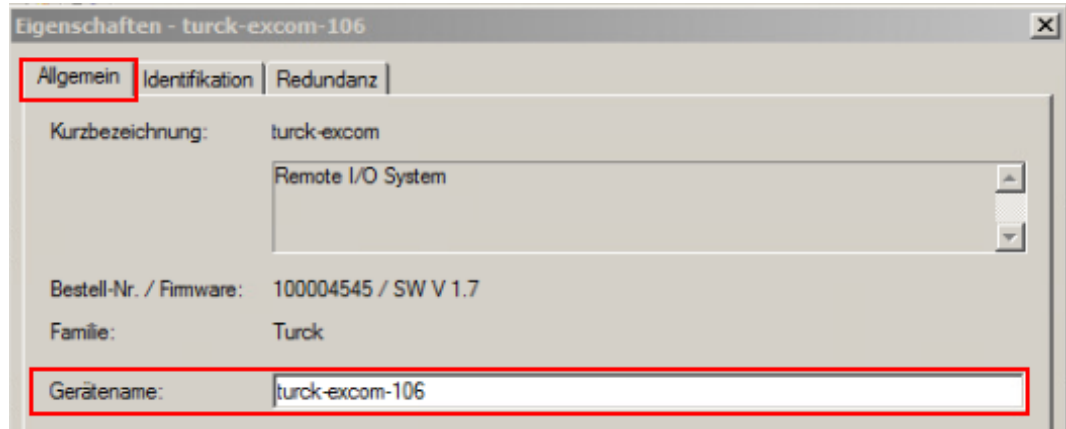 Eigenschaften - turck-excom-106
Allgemein Identifikation Redundanz
Kurzbezeichnung: turck-excom
Remote I/O System
Bestell-Nr. / Firmware: 100004545 / SW V 1.7
Familie: Turck
Gerätename: turck-excom-106